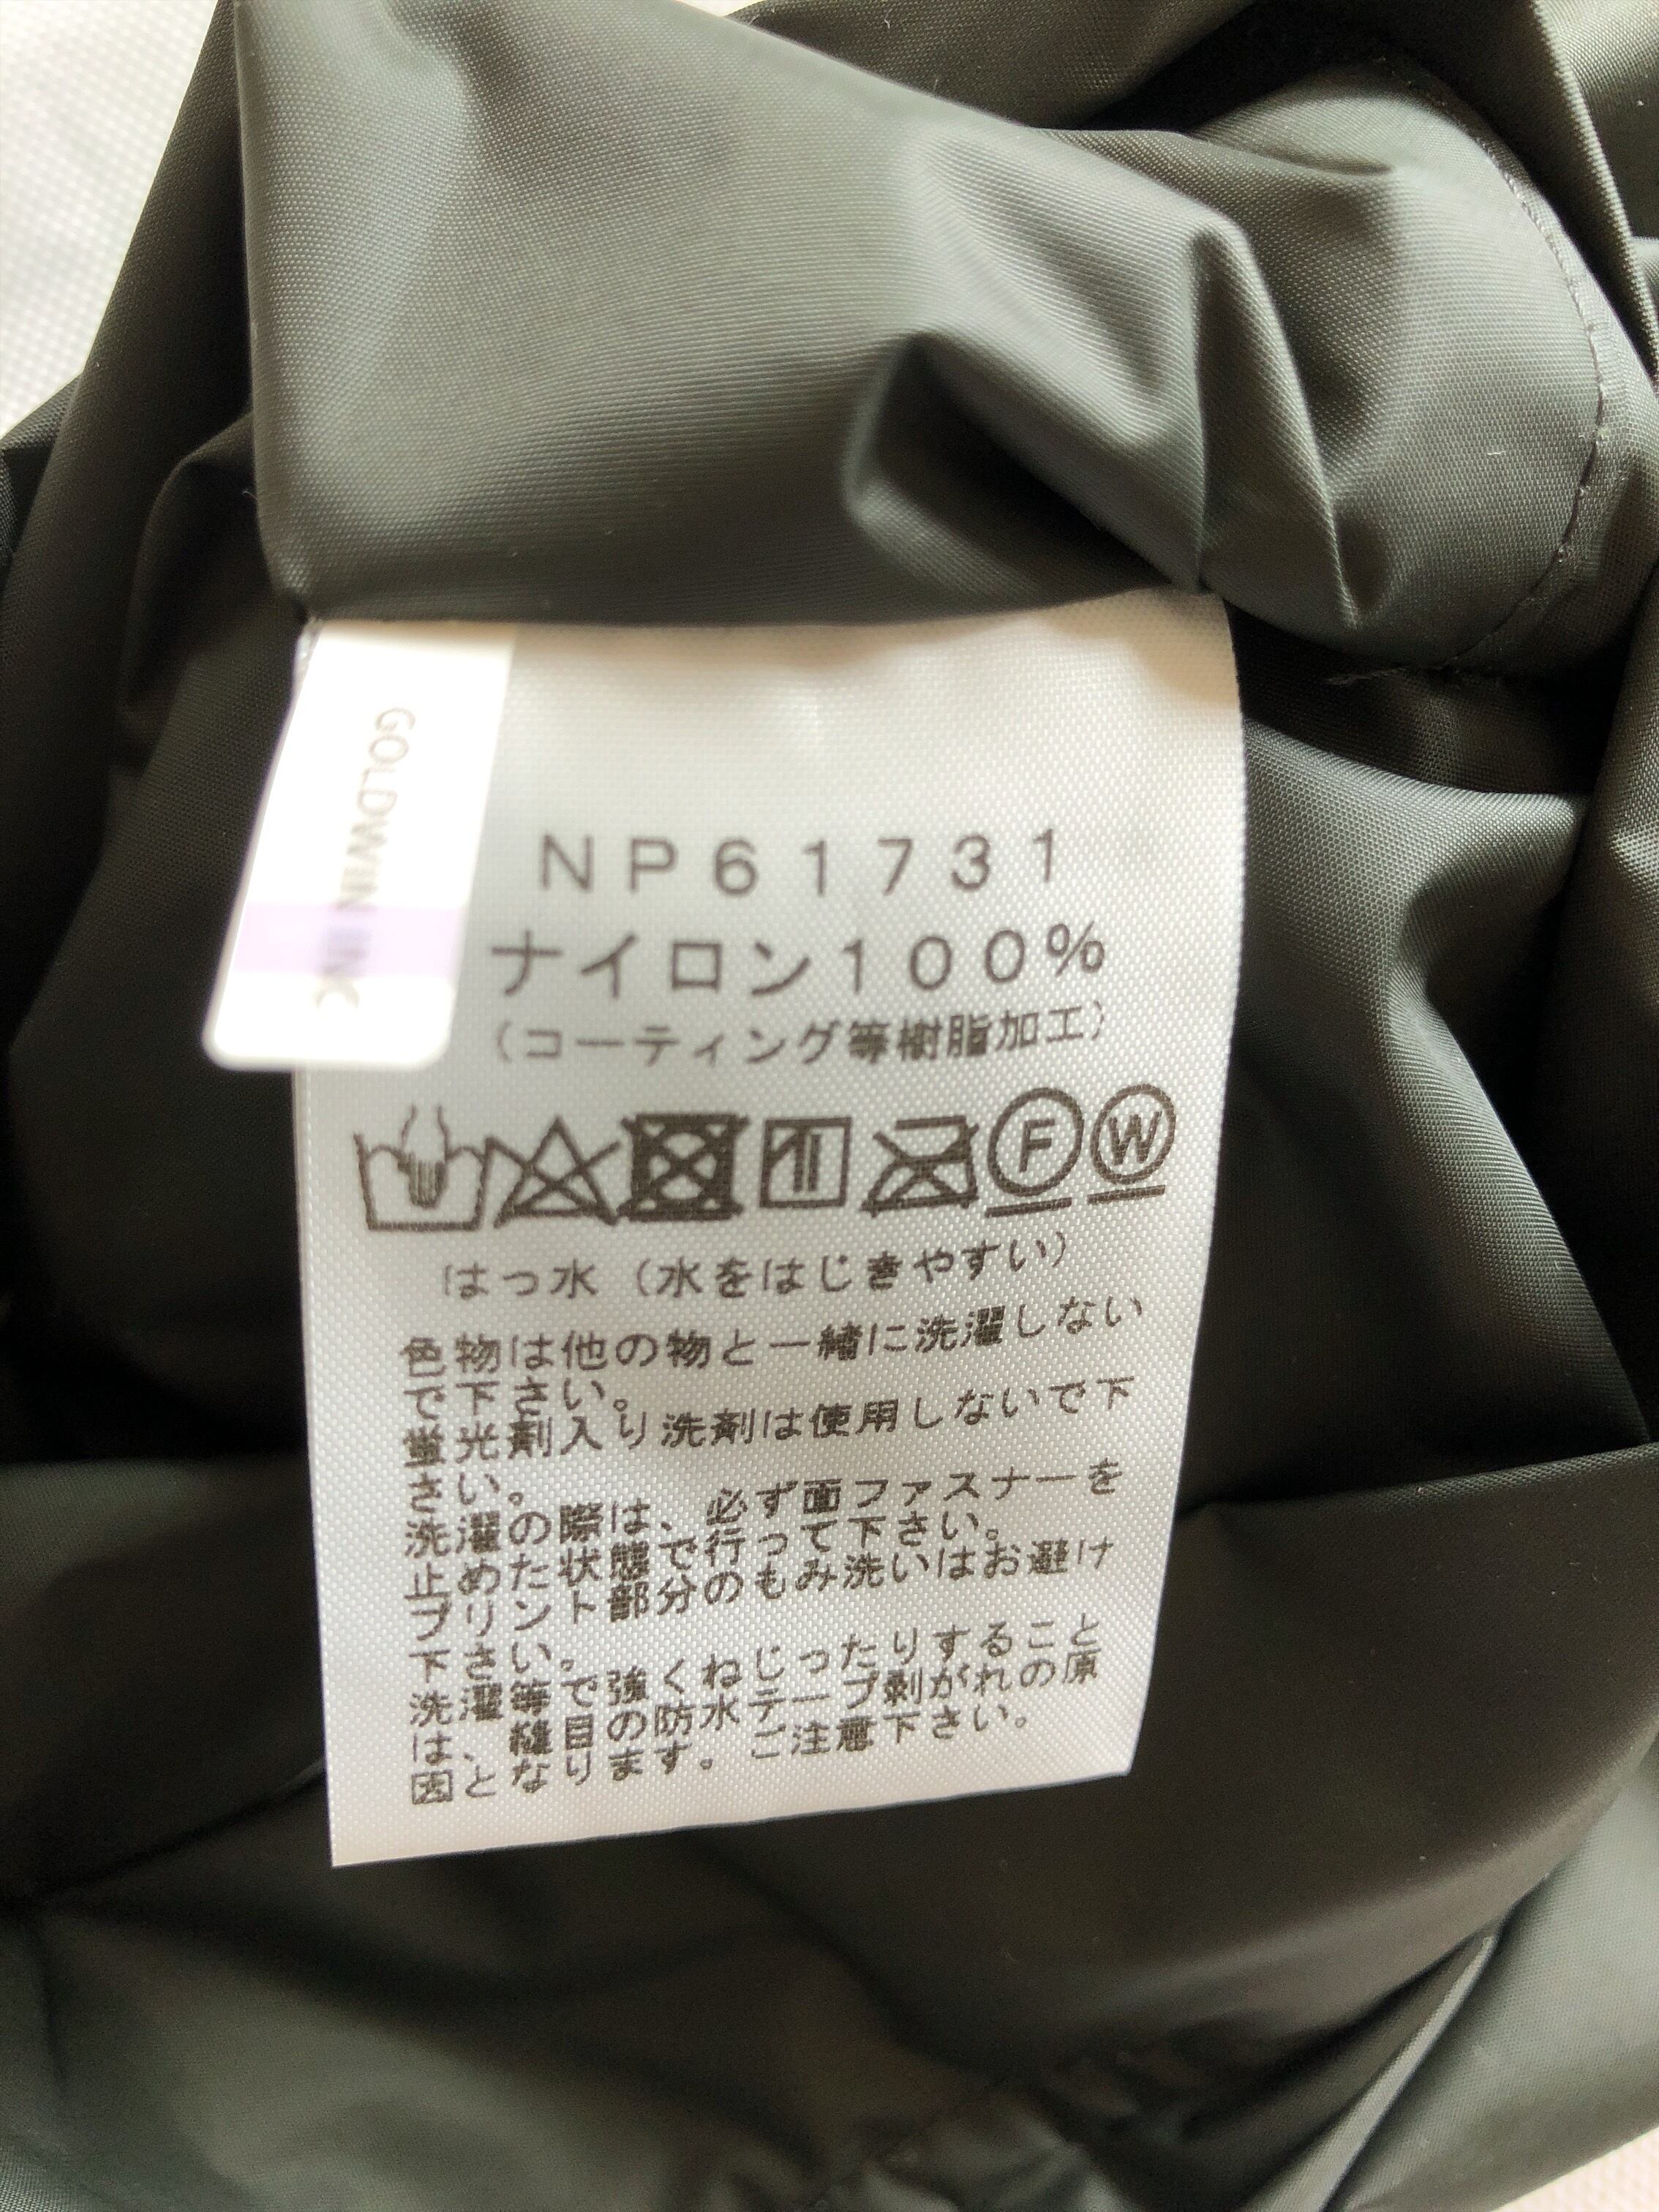 GOLDWIN INC
NP61731
ナイロン100%
（コーティング等樹脂加工）
F W
はっ水（水をはじきやすい）
色物は他の物と一緒に洗濯しない
で下さい。
蛍光剤入り洗剤は使用しないで下
さい。
洗濯の際は、必ず面ファスナーを
止めた状態で行って下さい。
プリント部分のもみ洗いはお避け
下さい。
洗濯等で強くねじったりすること
は、縫目の防水テープ剥がれの原
因となります。ご注意下さい。